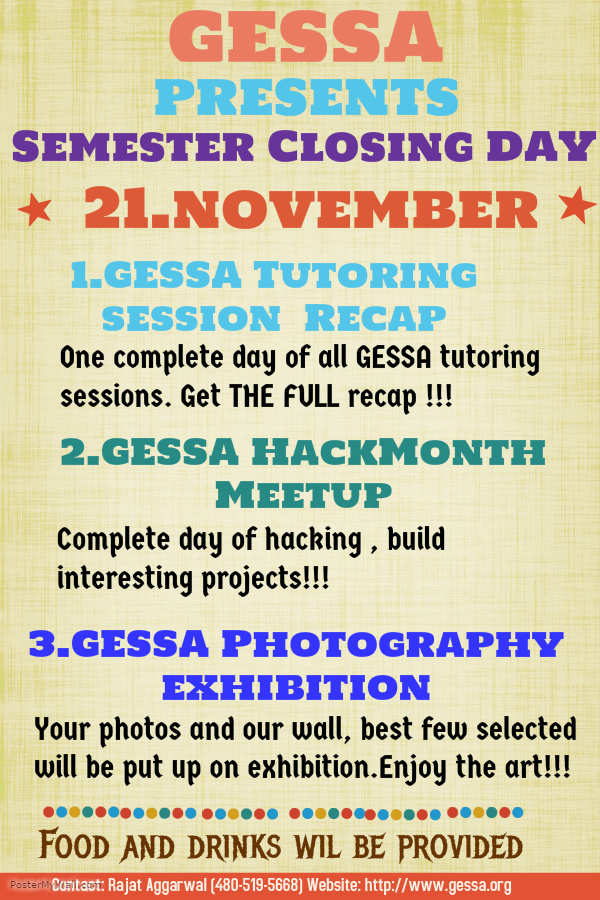 GESSA
PRESENTS
SEMESTER CLOSING DAY
21.NOVEMBER
1.GESSA TUTORING
SESSION RECAP
One complete day of all GESSA tutoring
sessions. Get THE FULL recap !!!
2.GESSA HACKMONTH
MEETUP
Complete day of hacking , build
interesting projects!!!
3.GESSA PHOTOGRAPHY
EXHIBITION
Your photos and our wall, best few selected
will be put up on exhibition.Enjoy the art!!!
FOOD AND DRINKS WIL BE PROVIDED
Contact: Rajat Aggarwal (480-519-5668) Website: http://www.gessa.org